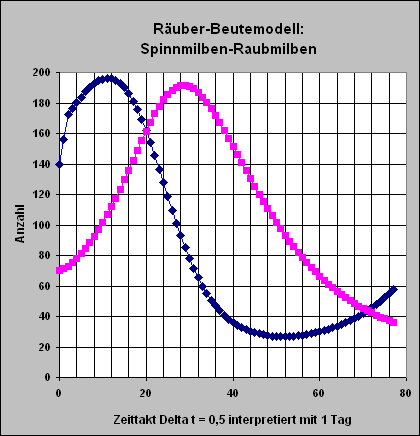 Räuber-Beutemodell:
Spinnmilben-Raubmilben
200
180
160
140
120
100
80
60
40
20
0
Anzahl
0 20 40 60 80
Zeittakt Delta t = 0,5 interpretiert mit 1 Tag